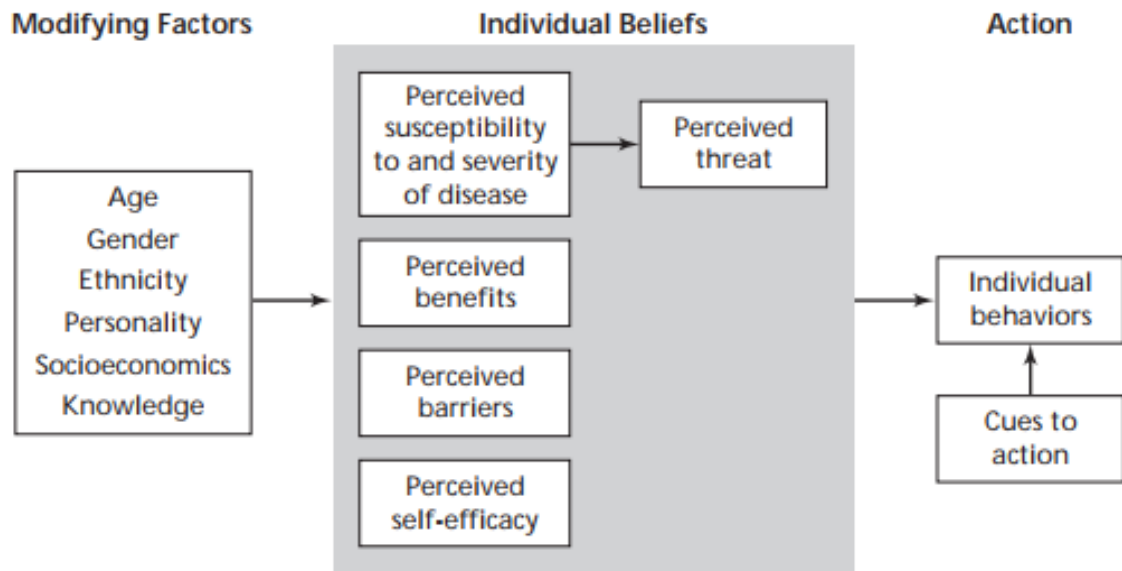 Modifying Factors
Individual Beliefs
Action
Age
Gender
Ethnicity
Personality
Socioeconomics
Knowledge
Perceived
susceptibility
to and severity
of disease
Perceived
threat
Perceived
benefits
Perceived
barriers
Perceived
self-efficacy
Individual
behaviors
Cues to
action